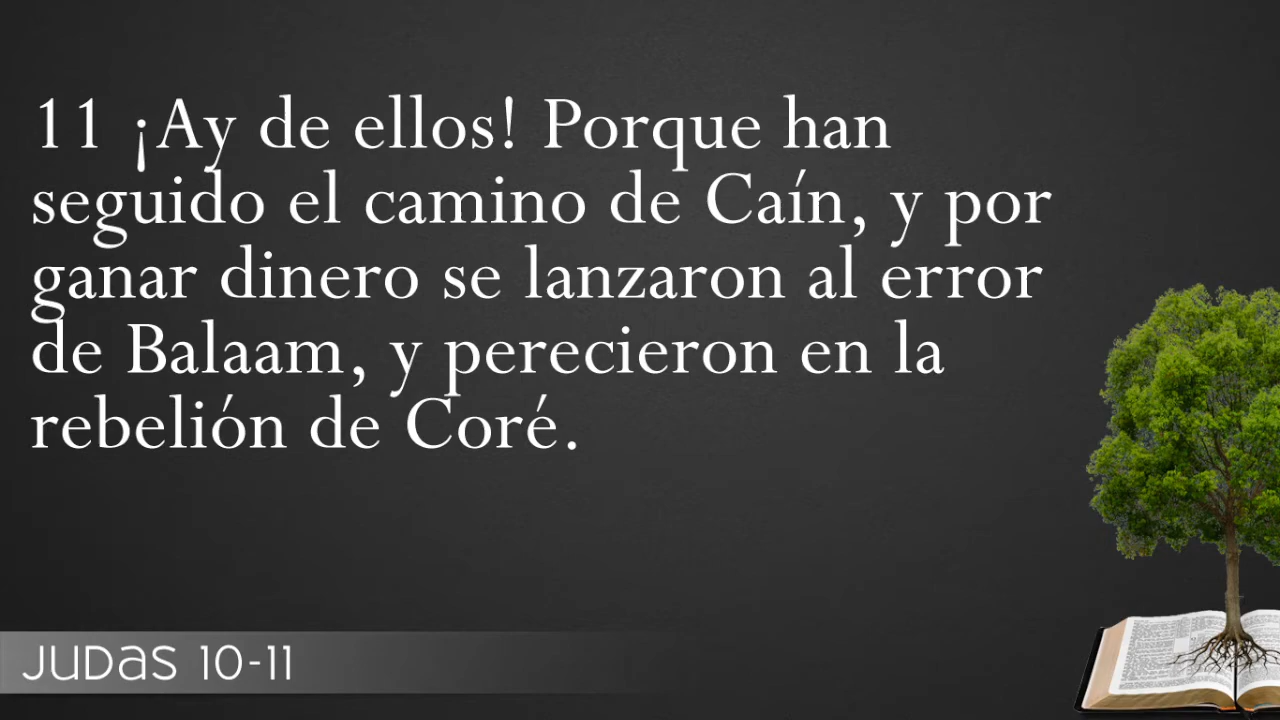 11 ¡Ay de ellos! Porque han
seguido el camino de Caín, y por
ganar dinero se lanzaron al error
de Balaam, y perecieron en la
rebelión de Coré.
Judas 10-11